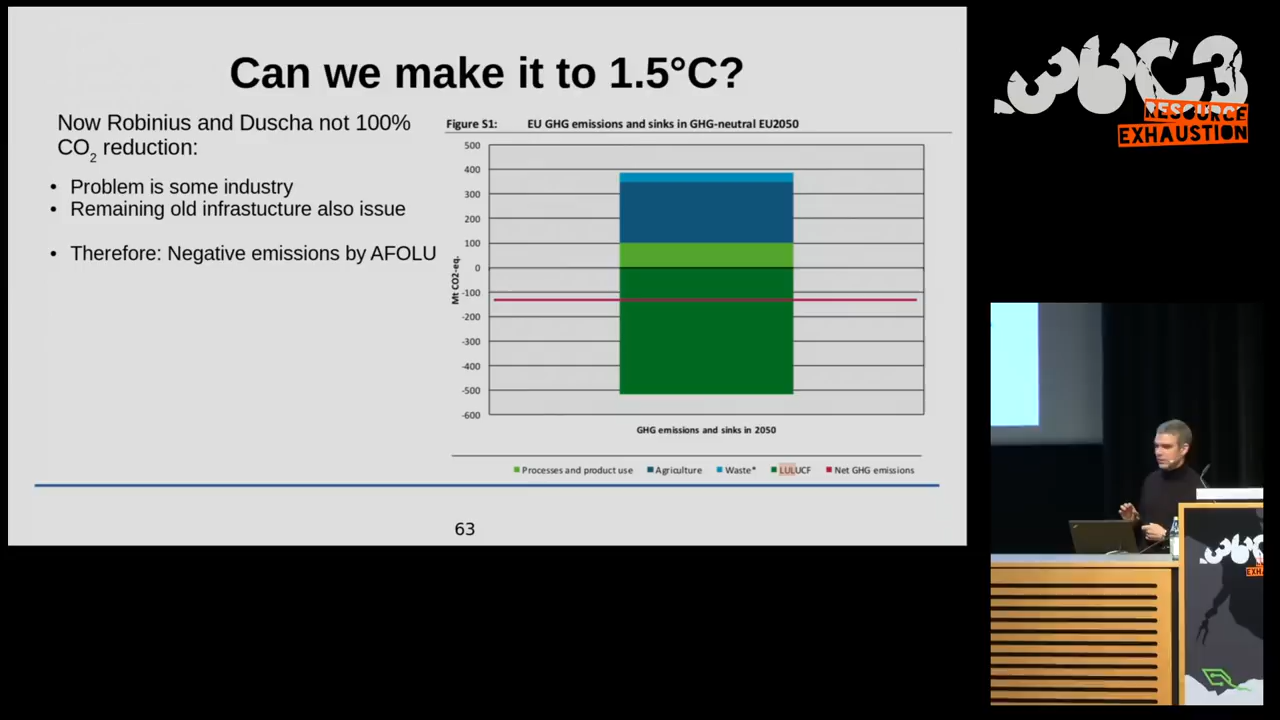 Can we make it to 1.5°C?
Now Robinius and Duscha not 100%
CO2 reduction:
• Problem is some industry
• Remaining old infrastucture also issue
• Therefore: Negative emissions by AFOLU
Figure S1: EU GHG emissions and sinks in GHG-neutral EU2050
Mt CO2-eq.
500
400
300
200
100
0
-100
-200
-300
-400
-500
-600
GHG emissions and sinks in 2050
Processes and product use Agriculture Waste* LULUCF Net GHG emissions
63
36C3
RESOURCE
EXHAUSTION
36C
EXH